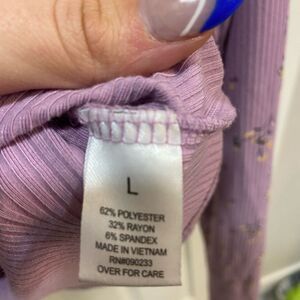 L
62% POLYESTER
32% RAYON
6% SPANDEX
MADE IN VIETNAM
RN#090233
OVER FOR CARE